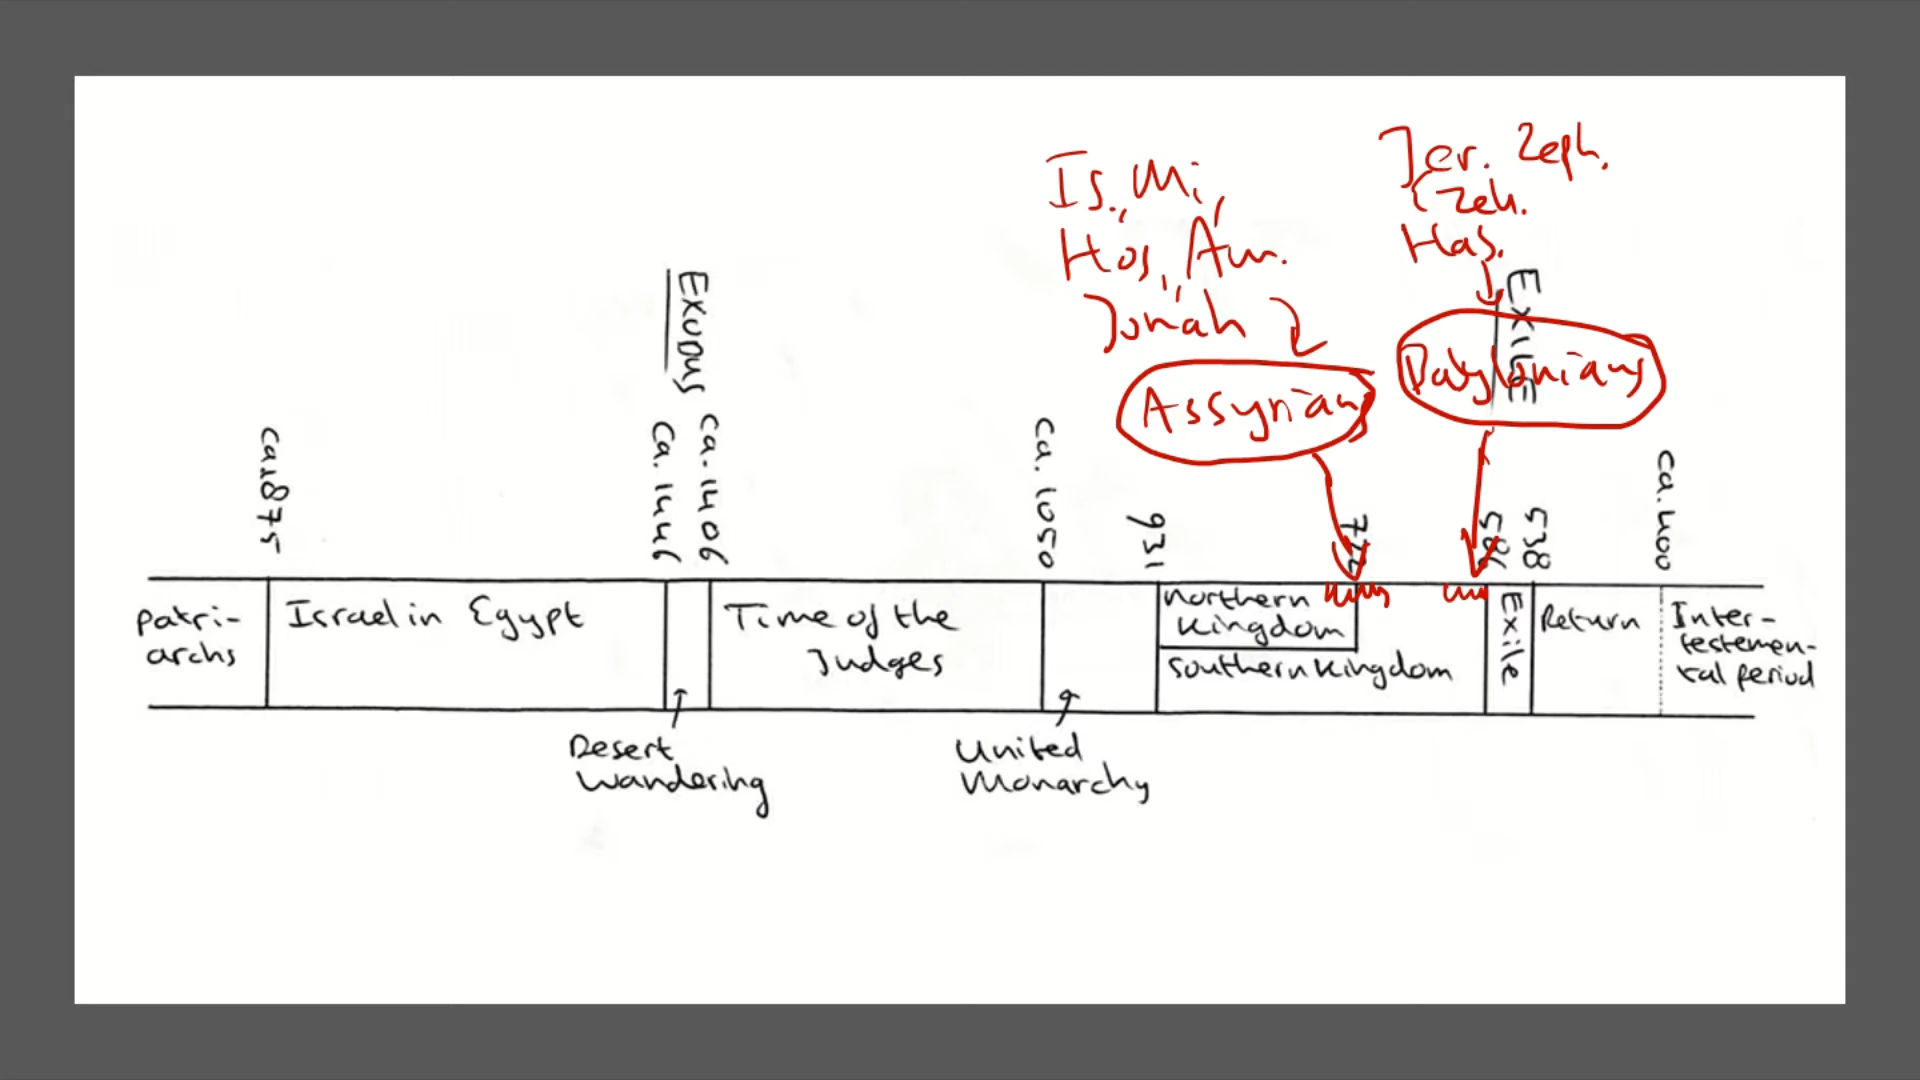 Is., Mi,
Hos, Am.
Jonah
Assyrians
Jer. Zeph.
Ezek.
Hab.
Babylonians
EXODUS
EXILE
ca 1875
ca. 1446
ca. 1406
ca. 1050
931
722
586
538
ca. 400
Patri-
archs
Israel in Egypt
Time of the
Judges
Northern
Kingdom
Southern Kingdom
Exile
Return
Inter-
testemen-
tal period
Desert
wandering
United
Monarchy